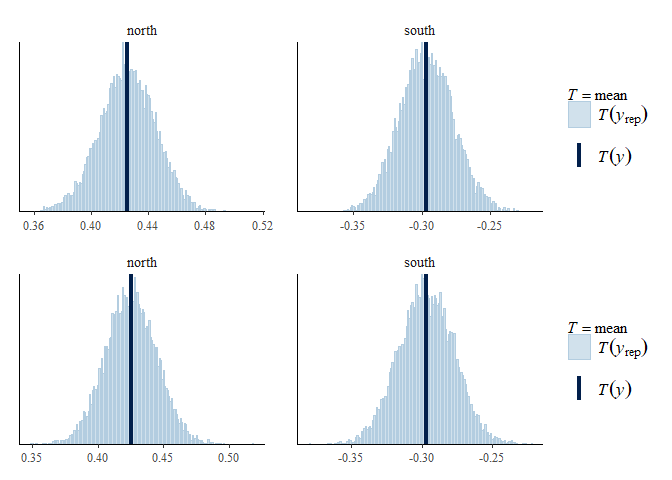 north
south
T = mean
T(yrep)
T(y)
0.36 0.40 0.44 0.48 0.52
-0.35 -0.30 -0.25
north
south
T = mean
T(yrep)
T(y)
0.35 0.40 0.45 0.50
-0.35 -0.30 -0.25